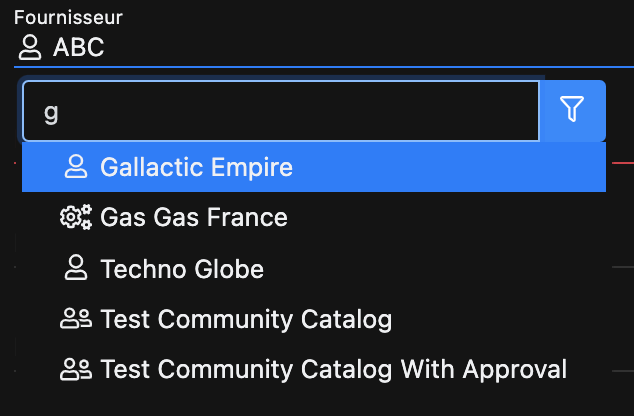 Fournisseur
ABC
g
Gallactic Empire
Gas Gas France
Techno Globe
Test Community Catalog
Test Community Catalog With Approval